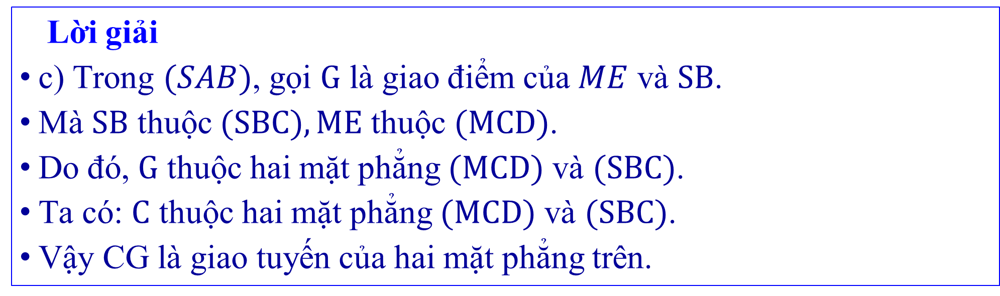 Lời giải
• c) Trong (SAB), gọi G là giao điểm của ME và SB.
• Mà SB thuộc (SBC), ME thuộc (MCD).
• Do đó, G thuộc hai mặt phẳng (MCD) và (SBC).
• Ta có: C thuộc hai mặt phẳng (MCD) và (SBC).
• Vậy CG là giao tuyến của hai mặt phẳng trên.